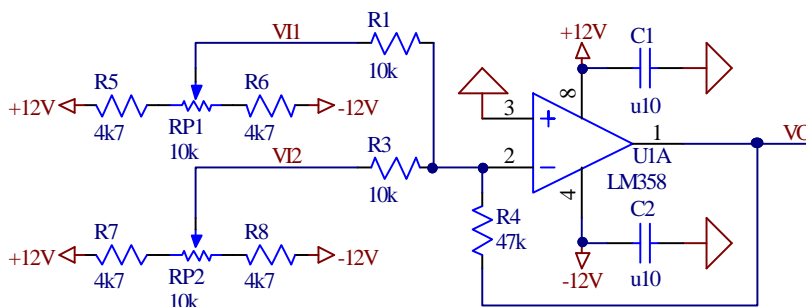 VI1
R1
10k
+12V
C1
u10
R5
4k7
R6
4k7
+12V
-12V
RP1
10k
3
8
1
U1A
LM358
VI2
R3
10k
2
4
R4
47k
C2
u10
-12V
R7
4k7
R8
4k7
+12V
-12V
RP2
10k